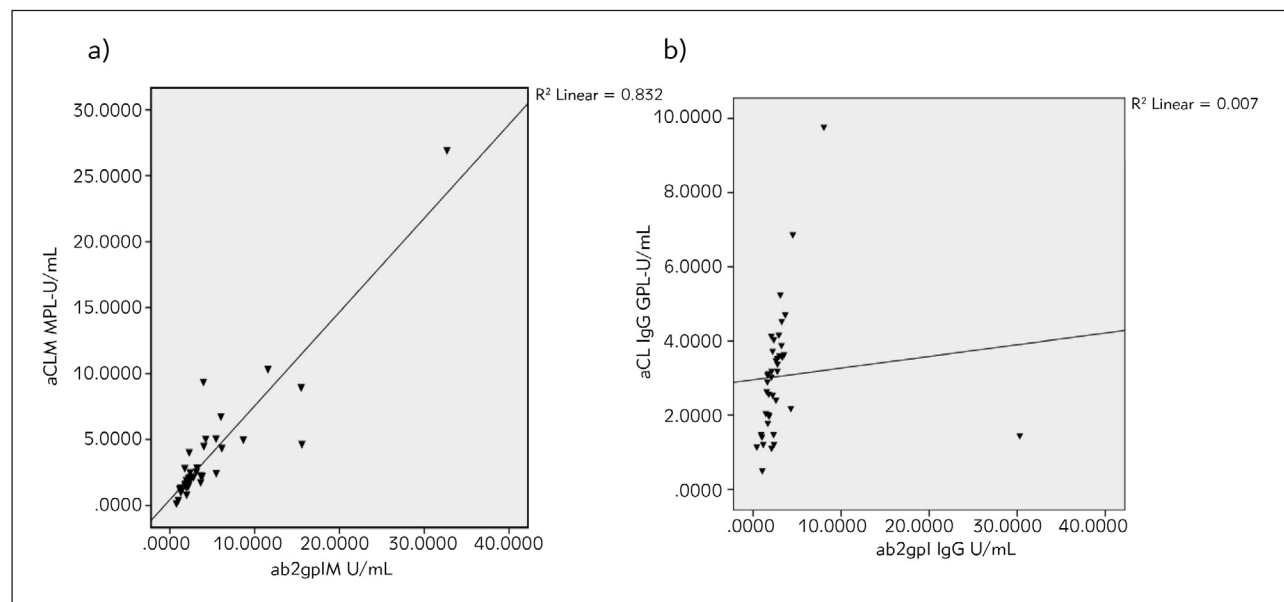 a)
R² Linear = 0.832
30.0000
25.0000
20.0000
15.0000
10.0000
5.0000
.0000
aCLM MPL-U/mL
.0000 10.0000 20.0000 30.0000 40.0000
ab2gpIM U/mL
b)
R² Linear = 0.007
10.0000
8.0000
6.0000
4.0000
2.0000
.0000
aCL IgG GPL-U/mL
.0000 10.0000 20.0000 30.0000 40.0000
ab2gpI IgG U/mL